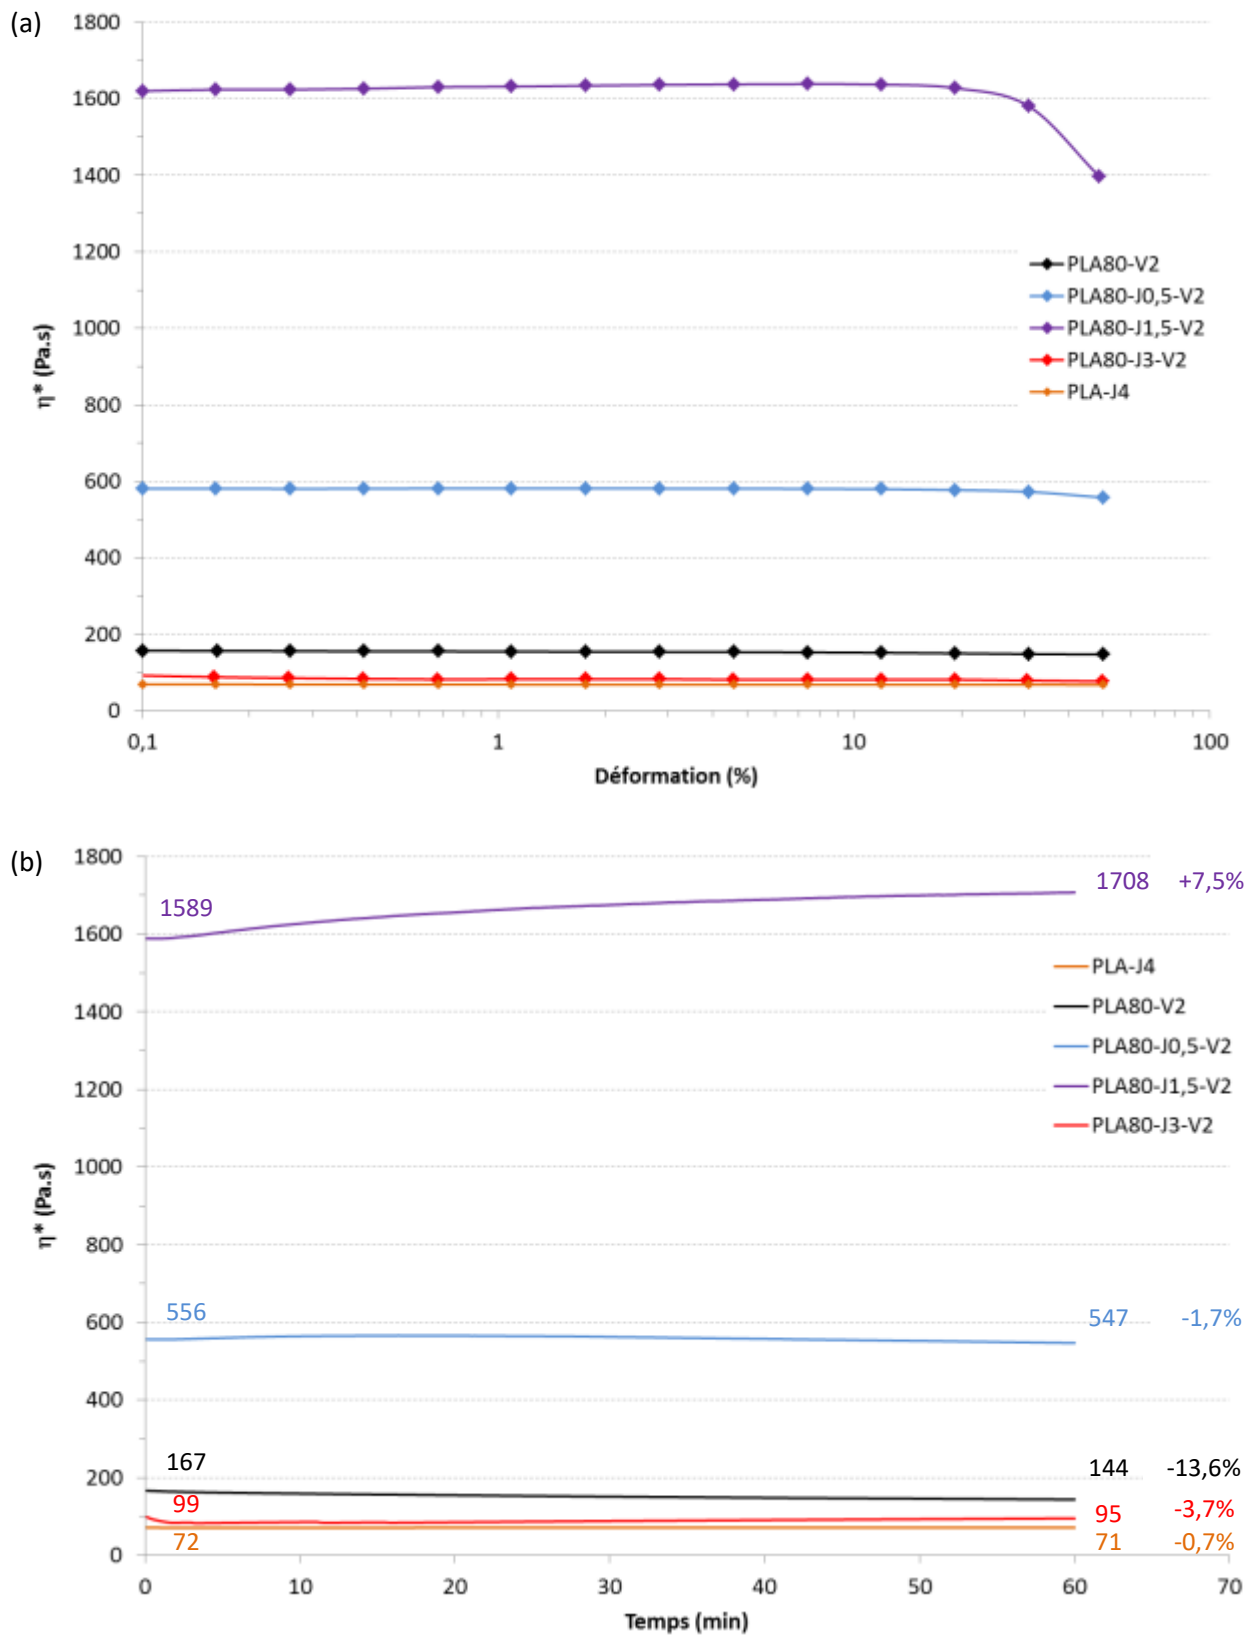 (a)
1800
1600
1400
1200
1000
800
600
400
200
0
η* (Pa.s)
0,1
1
10
100
Déformation (%)
PLA80-V2
PLA80-J0,5-V2
PLA80-J1,5-V2
PLA80-J3-V2
PLA-J4
(b)
1800
1600
1400
1200
1000
800
600
400
200
0
η* (Pa.s)
1589
1708 +7,5%
PLA-J4
PLA80-V2
PLA80-J0,5-V2
PLA80-J1,5-V2
PLA80-J3-V2
556
547 -1,7%
167
144 -13,6%
99
95 -3,7%
72
71 -0,7%
0
10
20
30
40
50
60
70
Temps (min)